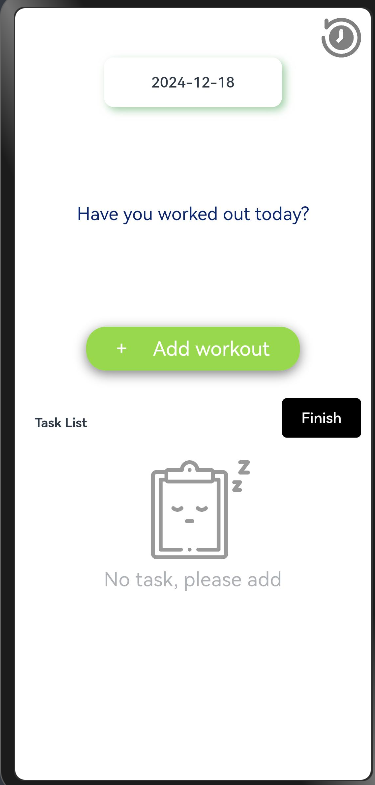 2024-12-18
Have you worked out today?
+ Add workout
Task List
Finish
z
z
No task, please add